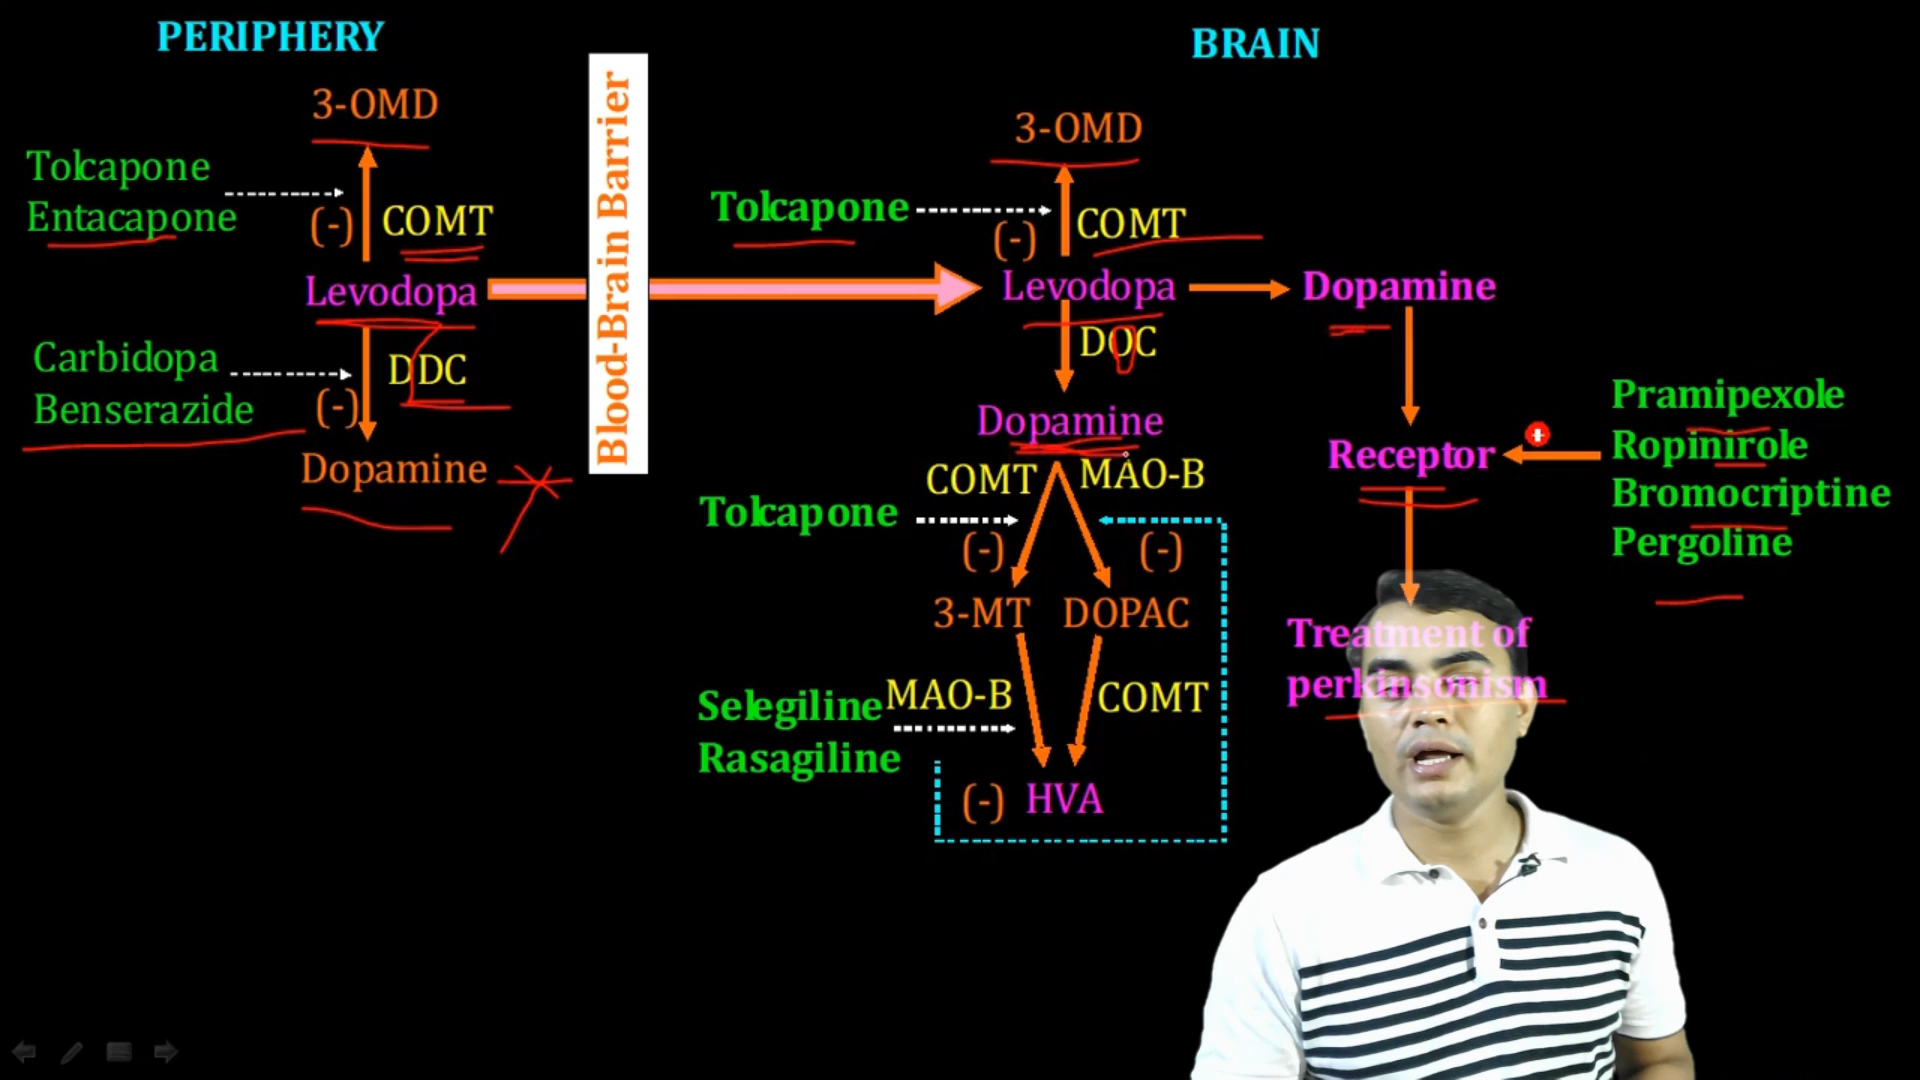 PERIPHERY
BRAIN
3-OMD
Tolcapone
Entacapone
(-)
COMT
Levodopa
Carbidopa
Benserazide
(-)
DDC
Dopamine
Blood-Brain Barrier
3-OMD
Tolcapone
(-)
COMT
Levodopa
Dopamine
DOC
Dopamine
COMT
MAO-B
Tolcapone
(-)
(-)
3-MT
DOPAC
Selegiline
Rasagiline
MAO-B
COMT
(-)
HVA
Receptor
+
Pramipexole
Ropinirole
Bromocriptine
Pergoline
Treatment of
perkinsonism